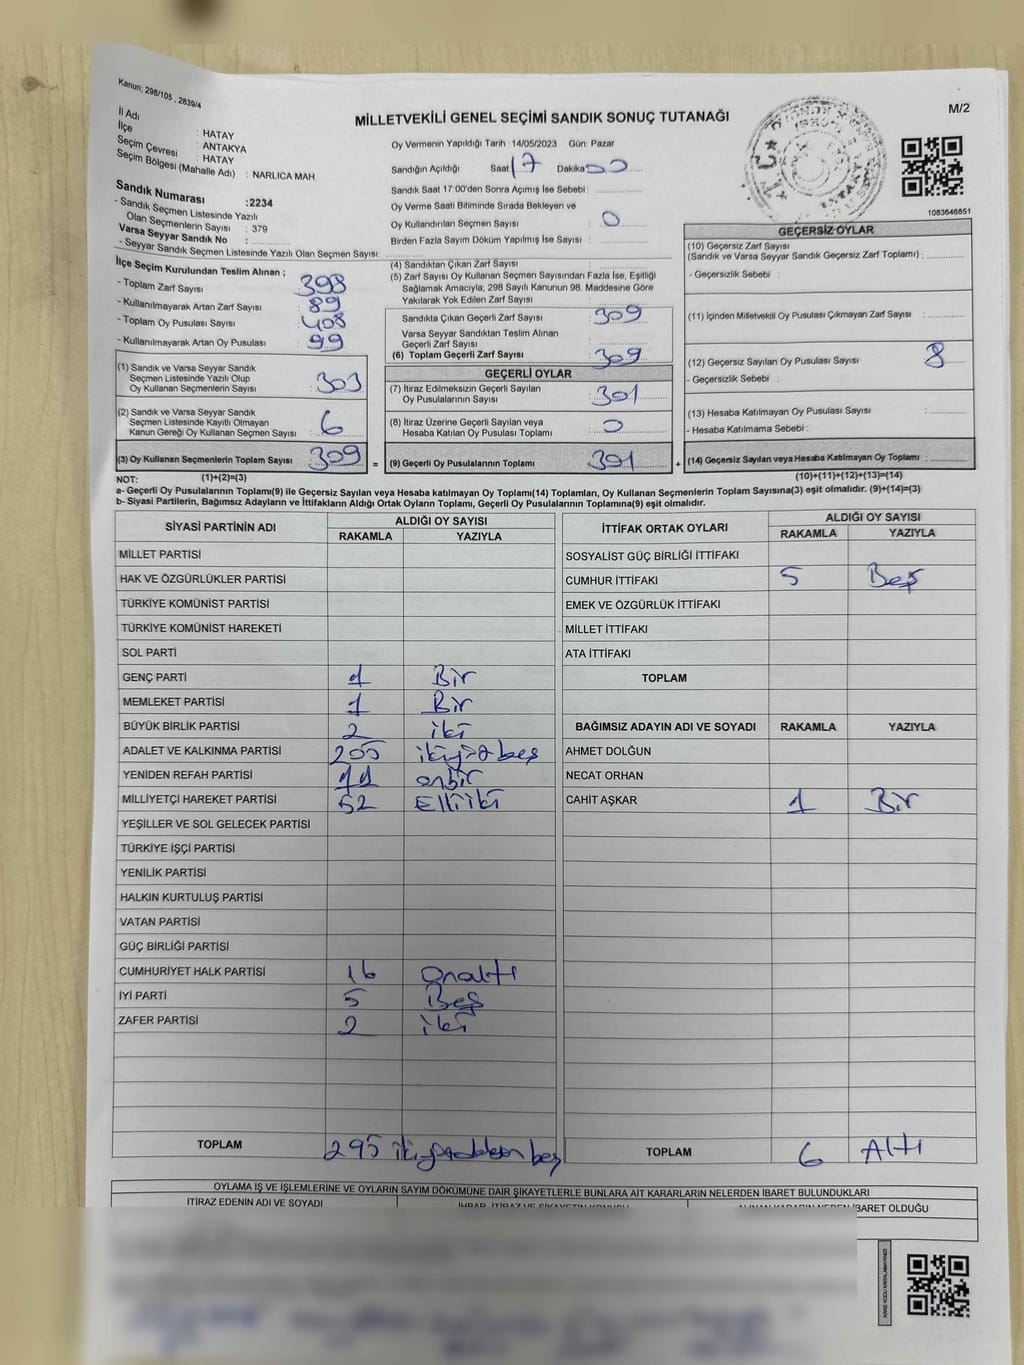 Kanun; 298/105 , 2839/4
M/2
MİLLETVEKİLİ GENEL SEÇİMİ SANDIK SONUÇ TUTANAĞI
İl Adı : HATAY
İlçe : ANTAKYA
Seçim Çevresi : HATAY
Seçim Bölgesi (Mahalle Adı) : NARLICA MAH.
Sandık Numarası :2234
- Sandık Seçmen Listesinde Yazılı
Olan Seçmenlerin Sayısı : 379
Varsa Seyyar Sandık No :
- Seyyar Sandık Seçmen Listesinde Yazılı Olan Seçmen Sayısı:
Oy Vermenin Yapıldığı Tarih : 14/05/2023 Gün: Pazar
Sandığın Açıldığı Saat 17 Dakika 00
Sandık Saat 17:00'den Sonra Açımış İse Sebebi :
Oy Verme Saati Bitiminde Sırada Bekleyen ve
Oy Kullandırılan Seçmen Sayısı : 0
Birden Fazla Sayım Döküm Yapılmış İse Sayısı :
1083646851
İlçe Seçim Kurulundan Teslim Alınan ;
- Toplam Zarf Sayısı : 398
- Kullanılmayarak Artan Zarf Sayısı : 89
- Toplam Oy Pusulası Sayısı : 408
- Kullanılmayarak Artan Oy Pusulası : 99
(1) Sandık ve Varsa Seyyar Sandık
Seçmen Listesinde Yazılı Olup
Oy Kullanan Seçmenlerin Sayısı : 303
(2) Sandık ve Varsa Seyyar Sandık
Seçmen Listesinde Kayıtlı Olmayan
Kanun Gereği Oy Kullanan Seçmen Sayısı : 6
(3) Oy Kullanan Seçmenlerin Toplam Sayısı : 309
(4) Sandıktan Çıkan Zarf Sayısı :
(5) Zarf Sayısı Oy Kullanan Seçmen Sayısından Fazla İse, Eşitliği
Sağlamak Amacıyla; 298 Sayılı Kanunun 98. Maddesine Göre
Yakılarak Yok Edilen Zarf Sayısı :
Sandıkta Çıkan Geçerli Zarf Sayısı : 309
Varsa Seyyar Sandıktan Teslim Alınan
Geçerli Zarf Sayısı :
(6) Toplam Geçerli Zarf Sayısı : 309
GEÇERLİ OYLAR
(7) İtiraz Edilmeksizin Geçerli Sayılan
Oy Pusulalarının Sayısı : 301
(8) İtiraz Üzerine Geçerli Sayılan veya
Hesaba Katılan Oy Pusulası Toplamı : 0
= (9) Geçerli Oy Pusulalarının Toplamı : 301
GEÇERSİZ OYLAR
(10) Geçersiz Zarf Sayısı
(Sandık ve Varsa Seyyar Sandık Geçersiz Zarf Toplamı) :
- Geçersizlik Sebebi :
(11) İçinden Milletvekili Oy Pusulası Çıkmayan Zarf Sayısı :
(12) Geçersiz Sayılan Oy Pusulası Sayısı : 8
- Geçersizlik Sebebi :
(13) Hesaba Katılmayan Oy Pusulası Sayısı :
- Hesaba Katılmama Sebebi :
+ (14) Geçersiz Sayılan veya Hesaba Katılmayan Oy Toplamı :
NOT: (1)+(2)=(3) (10)+(11)+(12)+(13)=(14)
a- Geçerli Oy Pusulalarının Toplamı(9) ile Geçersiz Sayılan veya Hesaba katılmayan Oy Toplamı(14) Toplamları, Oy Kullanan Seçmenlerin Toplam Sayısına(3) eşit olmalıdır. (9)+(14)=(3)
b- Siyasi Partilerin, Bağımsız Adayların ve İttifakların Aldığı Ortak Oyların Toplamı, Geçerli Oy Pusulalarının Toplamına(9) eşit olmalıdır.
SİYASİ PARTİNİN ADI ALDIĞI OY SAYISI
RAKAMLA YAZIYLA
MİLLET PARTİSİ
HAK VE ÖZGÜRLÜKLER PARTİSİ
TÜRKİYE KOMÜNİST PARTİSİ
TÜRKİYE KOMÜNİST HAREKETİ
SOL PARTİ
GENÇ PARTİ 1 Bir
MEMLEKET PARTİSİ 1 Bir
BÜYÜK BİRLİK PARTİSİ 2 iki
ADALET VE KALKINMA PARTİSİ 205 ikiyüz beş
YENİDEN REFAH PARTİSİ 11 onbir
MİLLİYETÇİ HAREKET PARTİSİ 52 Elliiki
YEŞİLLER VE SOL GELECEK PARTİSİ
TÜRKİYE İŞÇİ PARTİSİ
YENİLİK PARTİSİ
HALKIN KURTULUŞ PARTİSİ
VATAN PARTİSİ
GÜÇ BİRLİĞİ PARTİSİ
CUMHURİYET HALK PARTİSİ 16 onaltı
İYİ PARTİ 5 Beş
ZAFER PARTİSİ 2 iki
TOPLAM 295 ikiyüzdoksan beş
İTTİFAK ORTAK OYLARI ALDIĞI OY SAYISI
RAKAMLA YAZIYLA
SOSYALİST GÜÇ BİRLİĞİ İTTİFAKI
CUMHUR İTTİFAKI 5 Beş
EMEK VE ÖZGÜRLÜK İTTİFAKI
MİLLET İTTİFAKI
ATA İTTİFAKI
TOPLAM
BAĞIMSIZ ADAYIN ADI VE SOYADI RAKAMLA YAZIYLA
AHMET DOLĞUN
NECAT ORHAN
CAHİT AŞKAR 1 Bir
TOPLAM 6 Altı
OYLAMA İŞ VE İŞLEMLERİNE VE OYLARIN SAYIM DÖKÜMÜNE DAİR ŞİKAYETLERLE BUNLARA AİT KARARLARIN NELERDEN İBARET BULUNDUKLARI
İTİRAZ EDENİN ADI VE SOYADI İHBAR, İTİRAZ VE ŞİKAYETİN KONUSU ALINAN KARARIN NEDEN İBARET OLDUĞU